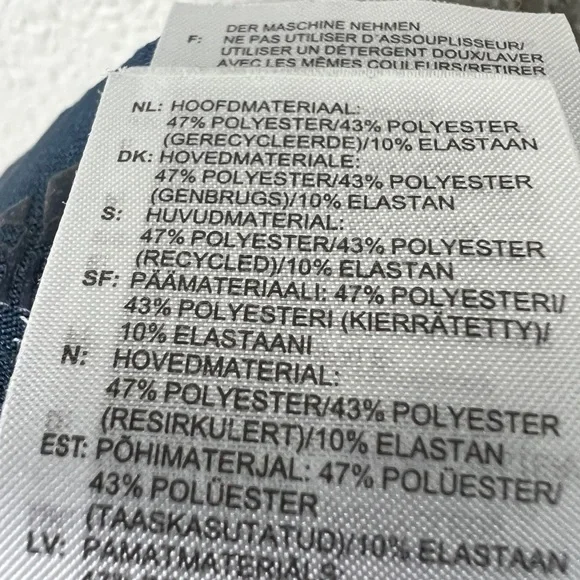 DER MASCHINE NEHMEN
F: NE PAS UTILISER D'ASSOUPLISSEUR/
UTILISER UN DÉTERGENT DOUX/LAVER
AVEC LES MÊMES COULEURS/RETIRER
NL: HOOFDMATERIAAL:
47% POLYESTER/43% POLYESTER
(GERECYCLEERDE)/10% ELASTAAN
DK: HOVEDMATERIALE:
47% POLYESTER/43% POLYESTER
(GENBRUGS)/10% ELASTAN
S: HUVUDMATERIAL:
47% POLYESTER/43% POLYESTER
(RECYCLED)/10% ELASTAN
SF: PÄÄMATERIAALI: 47% POLYESTERI/
43% POLYESTERI (KIERRÄTETTY)/
10% ELASTAANI
N: HOVEDMATERIAL:
47% POLYESTER/43% POLYESTER
(RESIRKULERT)/10% ELASTAN
EST: PÕHIMATERJAL: 47% POLÜESTER/
43% POLÜESTER
(TAASKASUTATUD)/10% ELASTAAN
LV: PAMATMATERIALS: